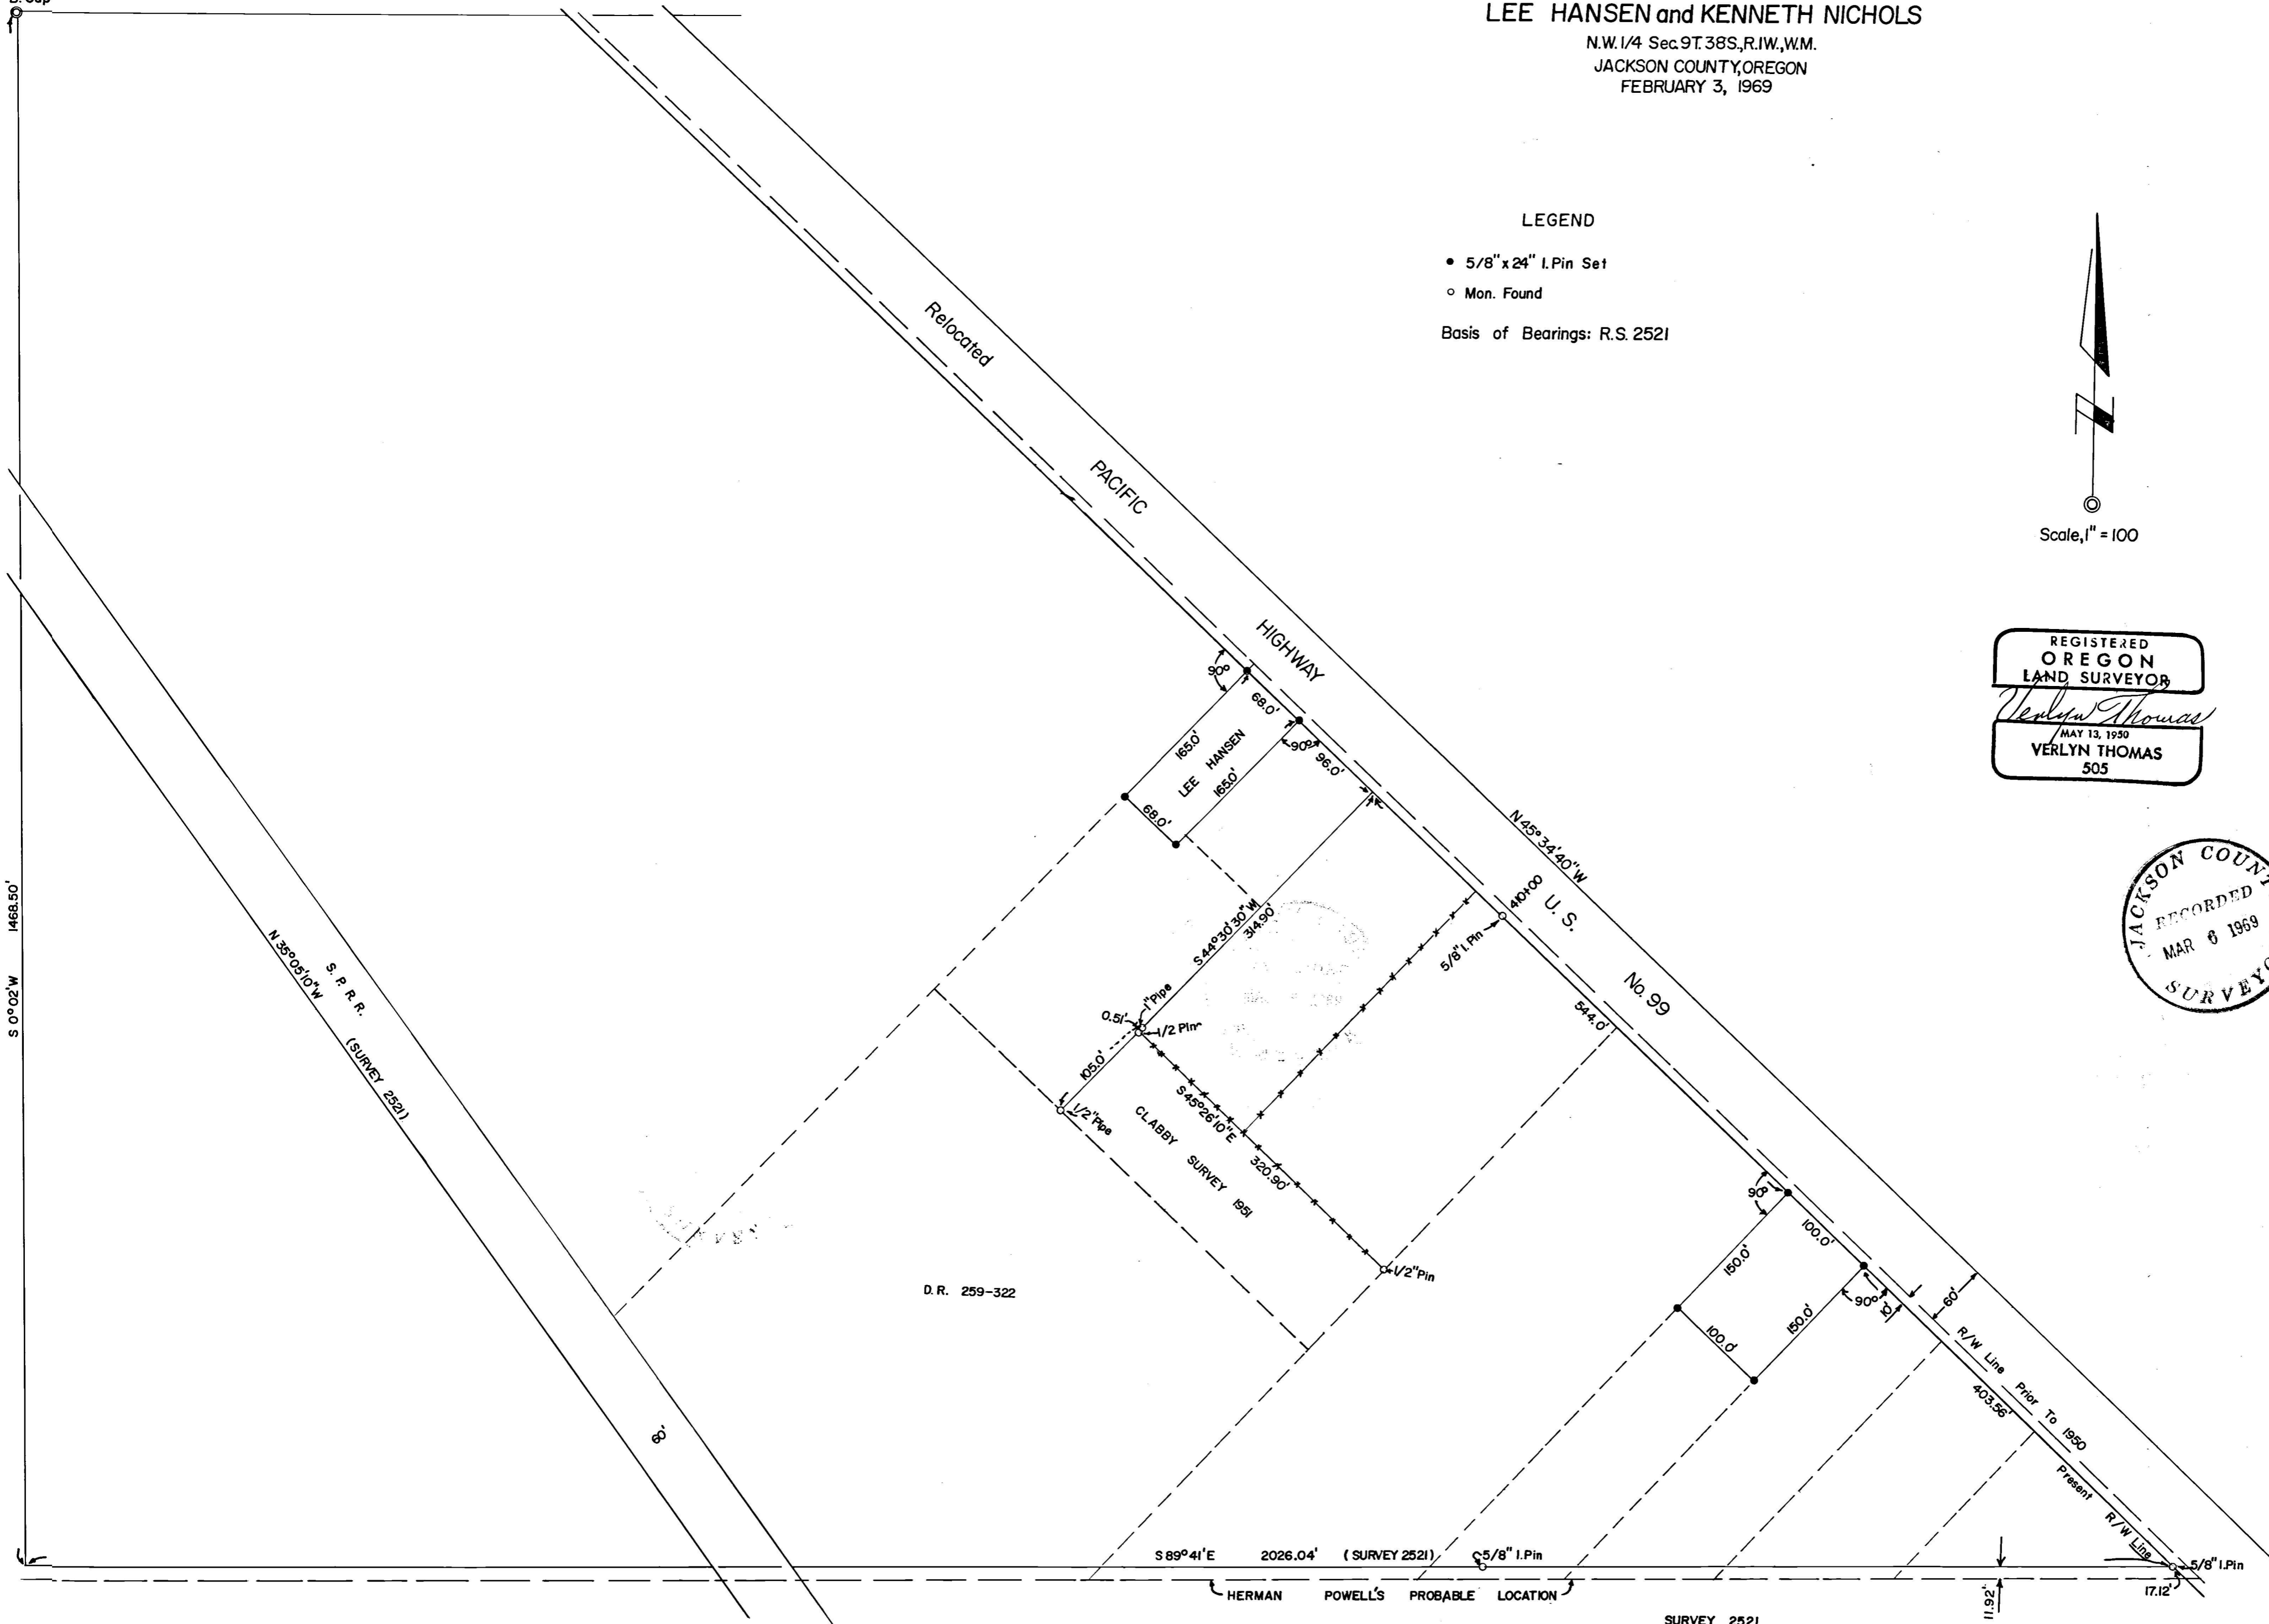 LEE HANSEN and KENNETH NICHOLS
N.W. 1/4 Sec. 9 T. 38S., R.1W., W.M.
JACKSON COUNTY, OREGON
FEBRUARY 3, 1969
LEGEND
5/8" x 24" I. Pin Set
Mon. Found
Basis of Bearings: R.S. 2521
N
Scale, 1" = 100
REGISTERED
OREGON
LAND SURVEYOR
Verlyn Thomas
MAY 13, 1950
VERLYN THOMAS
505
RECORDED
MAR 6 1969
Relocated
PACIFIC
HIGHWAY
U. S.
No. 99
N 45° 34' 40" W
90°
68.0'
165.0'
LEE HANSEN
165.0'
68.0'
90°
96.0'
S 44° 30' 30" W
314.90'
410+00
5/8" I. Pin
544.0'
1" Pipe
0.51'
1/2 Pin
105.0'
1/2" Pipe
S 45° 26' 10" E
320.90'
CLABBY SURVEY 1951
1/2" Pin
D. R. 259-322
S 0° 02' W 1468.50'
N 35° 05' 10" W
S. P. R. R.
(SURVEY 2521)
60'
90°
100.0'
150.0'
150.0'
100.0'
90°
10'
60'
R/W Line Prior To 1950
403.56'
Present R/W Line
S 89° 41' E 2026.04' (SURVEY 2521)
5/8" I. Pin
5/8" I. Pin
HERMAN POWELL'S PROBABLE LOCATION
11.92'
17.12'
SURVEY 2521